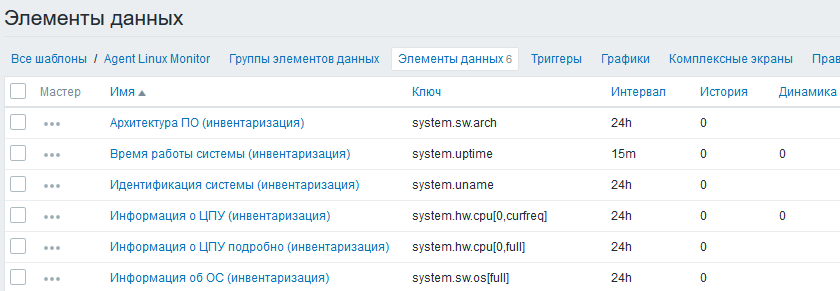 Элементы данных
Все шаблоны / Agent Linux Monitor Группы элементов данных Элементы данных 6 Триггеры Графики Комплексные экраны Прав
Мастер Имя Ключ Интервал История Динамика
Архитектура ПО (инвентаризация) system.sw.arch 24h 0
Время работы системы (инвентаризация) system.uptime 15m 0 0
Идентификация системы (инвентаризация) system.uname 24h 0
Информация о ЦПУ (инвентаризация) system.hw.cpu[0,curfreq] 24h 0 0
Информация о ЦПУ подробно (инвентаризация) system.hw.cpu[0,full] 24h 0
Информация об ОС (инвентаризация) system.sw.os[full] 24h 0